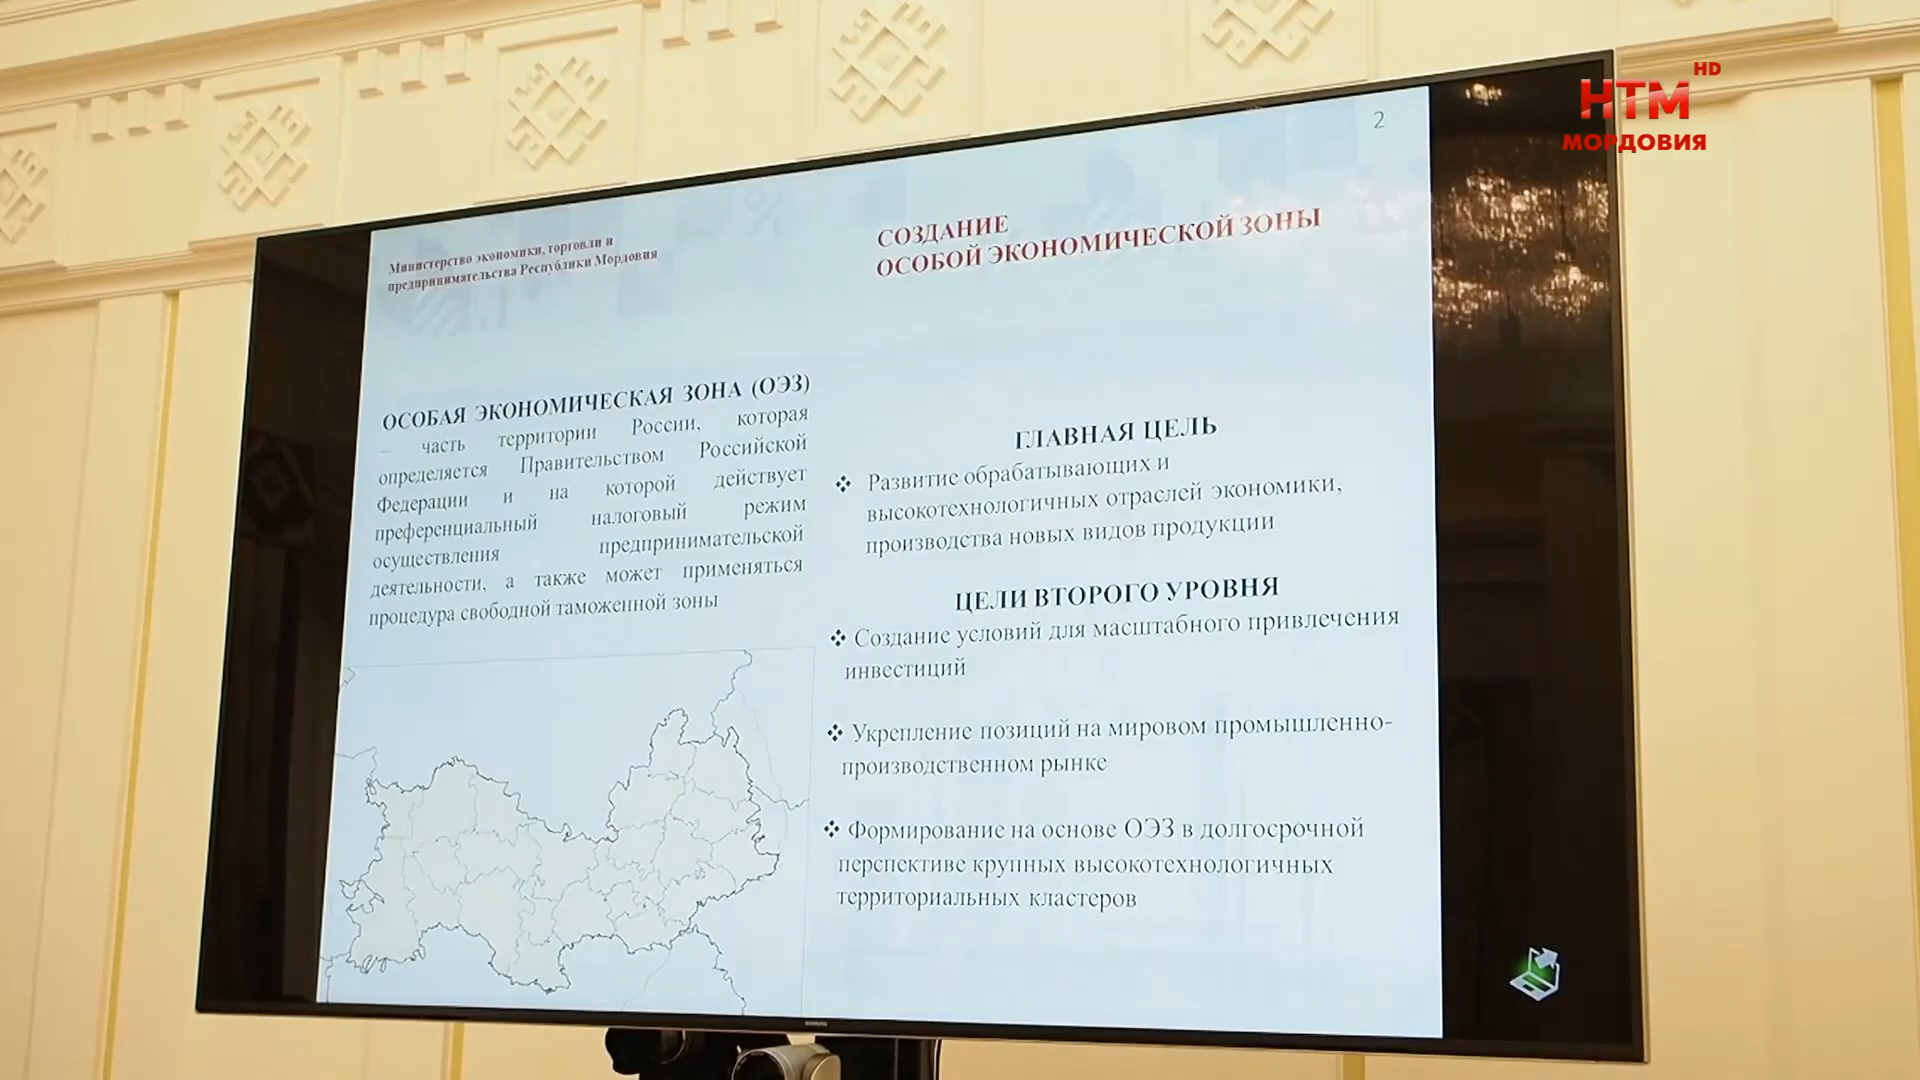 HD
НТМ
МОРДОВИЯ
2
Министерство экономики, торговли и
предпринимательства Республики Мордовия
СОЗДАНИЕ
ОСОБОЙ ЭКОНОМИЧЕСКОЙ ЗОНЫ
ОСОБАЯ ЭКОНОМИЧЕСКАЯ ЗОНА (ОЭЗ)
– часть территории России, которая
определяется Правительством Российской
Федерации и на которой действует
преференциальный налоговый режим
осуществления предпринимательской
деятельности, а также может применяться
процедура свободной таможенной зоны
ГЛАВНАЯ ЦЕЛЬ
❖ Развитие обрабатывающих и
высокотехнологичных отраслей экономики,
производства новых видов продукции
ЦЕЛИ ВТОРОГО УРОВНЯ
❖ Создание условий для масштабного привлечения
инвестиций
❖ Укрепление позиций на мировом промышленно-
производственном рынке
❖ Формирование на основе ОЭЗ в долгосрочной
перспективе крупных высокотехнологичных
территориальных кластеров
SAMSUNG